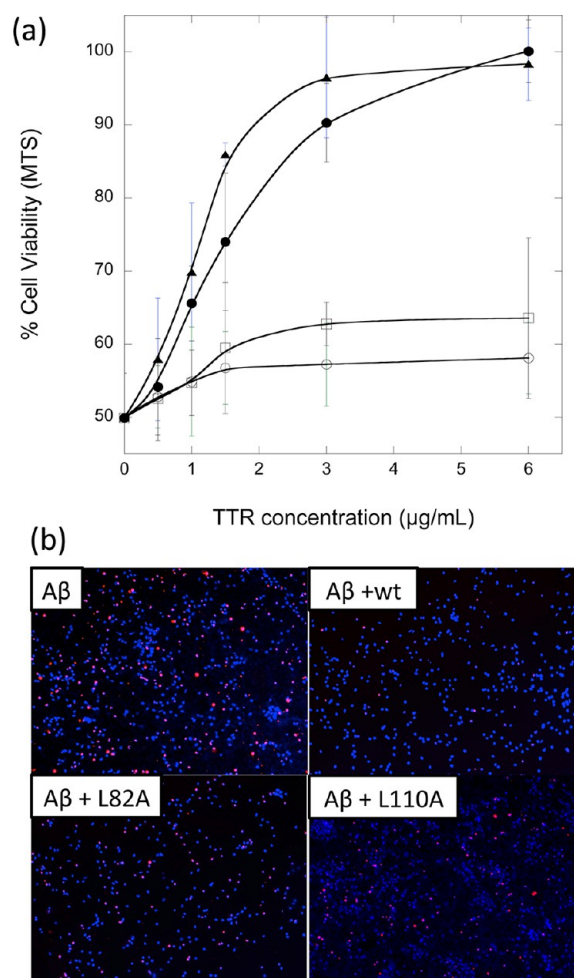 (a)
% Cell Viability (MTS)
100
90
80
70
60
50
0
1
2
3
4
5
6
TTR concentration (µg/mL)
(b)
Aβ
Aβ +wt
Aβ + L82A
Aβ + L110A